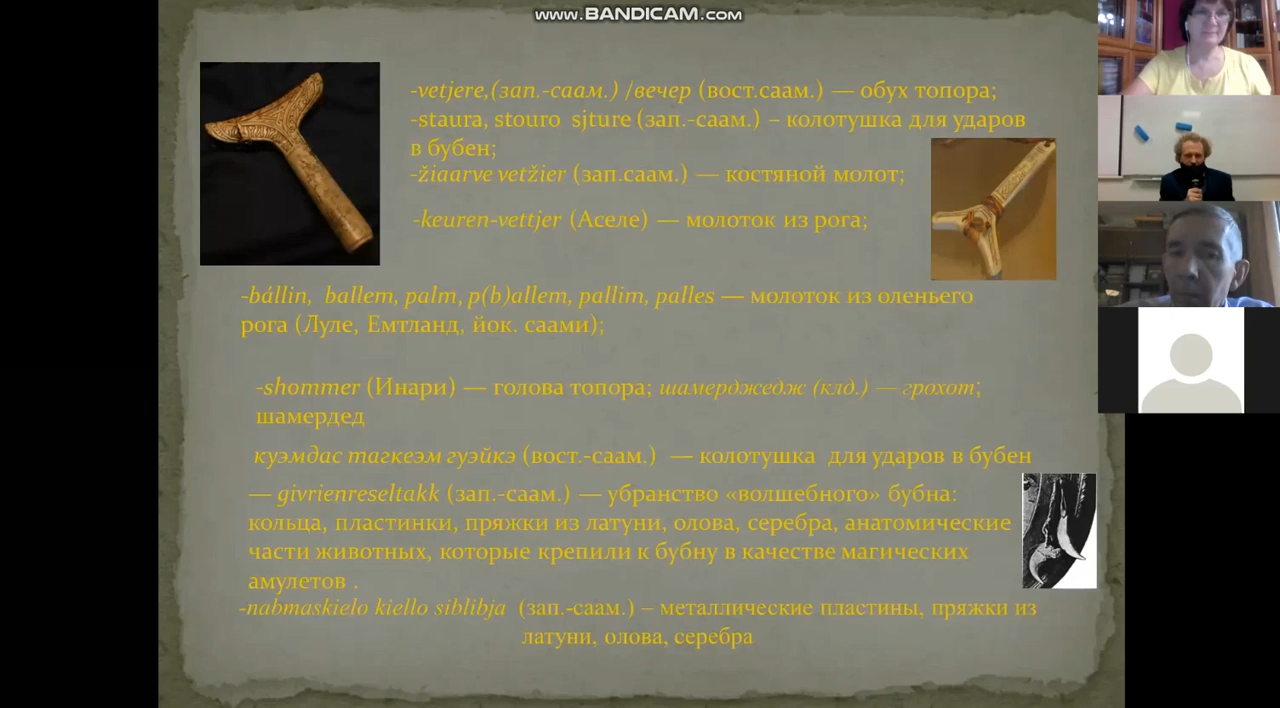 www.BANDICAM.com
-vetjere,(зап.-саам.) /вечер (вост.саам.) — обух топора;
-staura, stouro sjture (зап.-саам.) – колотушка для ударов
в бубен;
-žiaarve vetžier (зап.саам.) — костяной молот;
-keuren-vettjer (Аселе) — молоток из рога;
-bállin, ballem, palm, p(b)allem, pallim, palles — молоток из оленьего
рога (Луле, Емтланд, йок. саами);
-shommer (Инари) — голова топора; шамерджедж (клд.) — грохот;
шамердед
куэмдас тагкеэм гуэйкэ (вост.-саам.) — колотушка для ударов в бубен
— givrienreseltakk (зап.-саам.) — убранство «волшебного» бубна:
кольца, пластинки, пряжки из латуни, олова, серебра, анатомические
части животных, которые крепили к бубну в качестве магических
амулетов .
-nabmaskielo kiello siblibja (зап.-саам.) – металлические пластины, пряжки из
латуни, олова, серебра